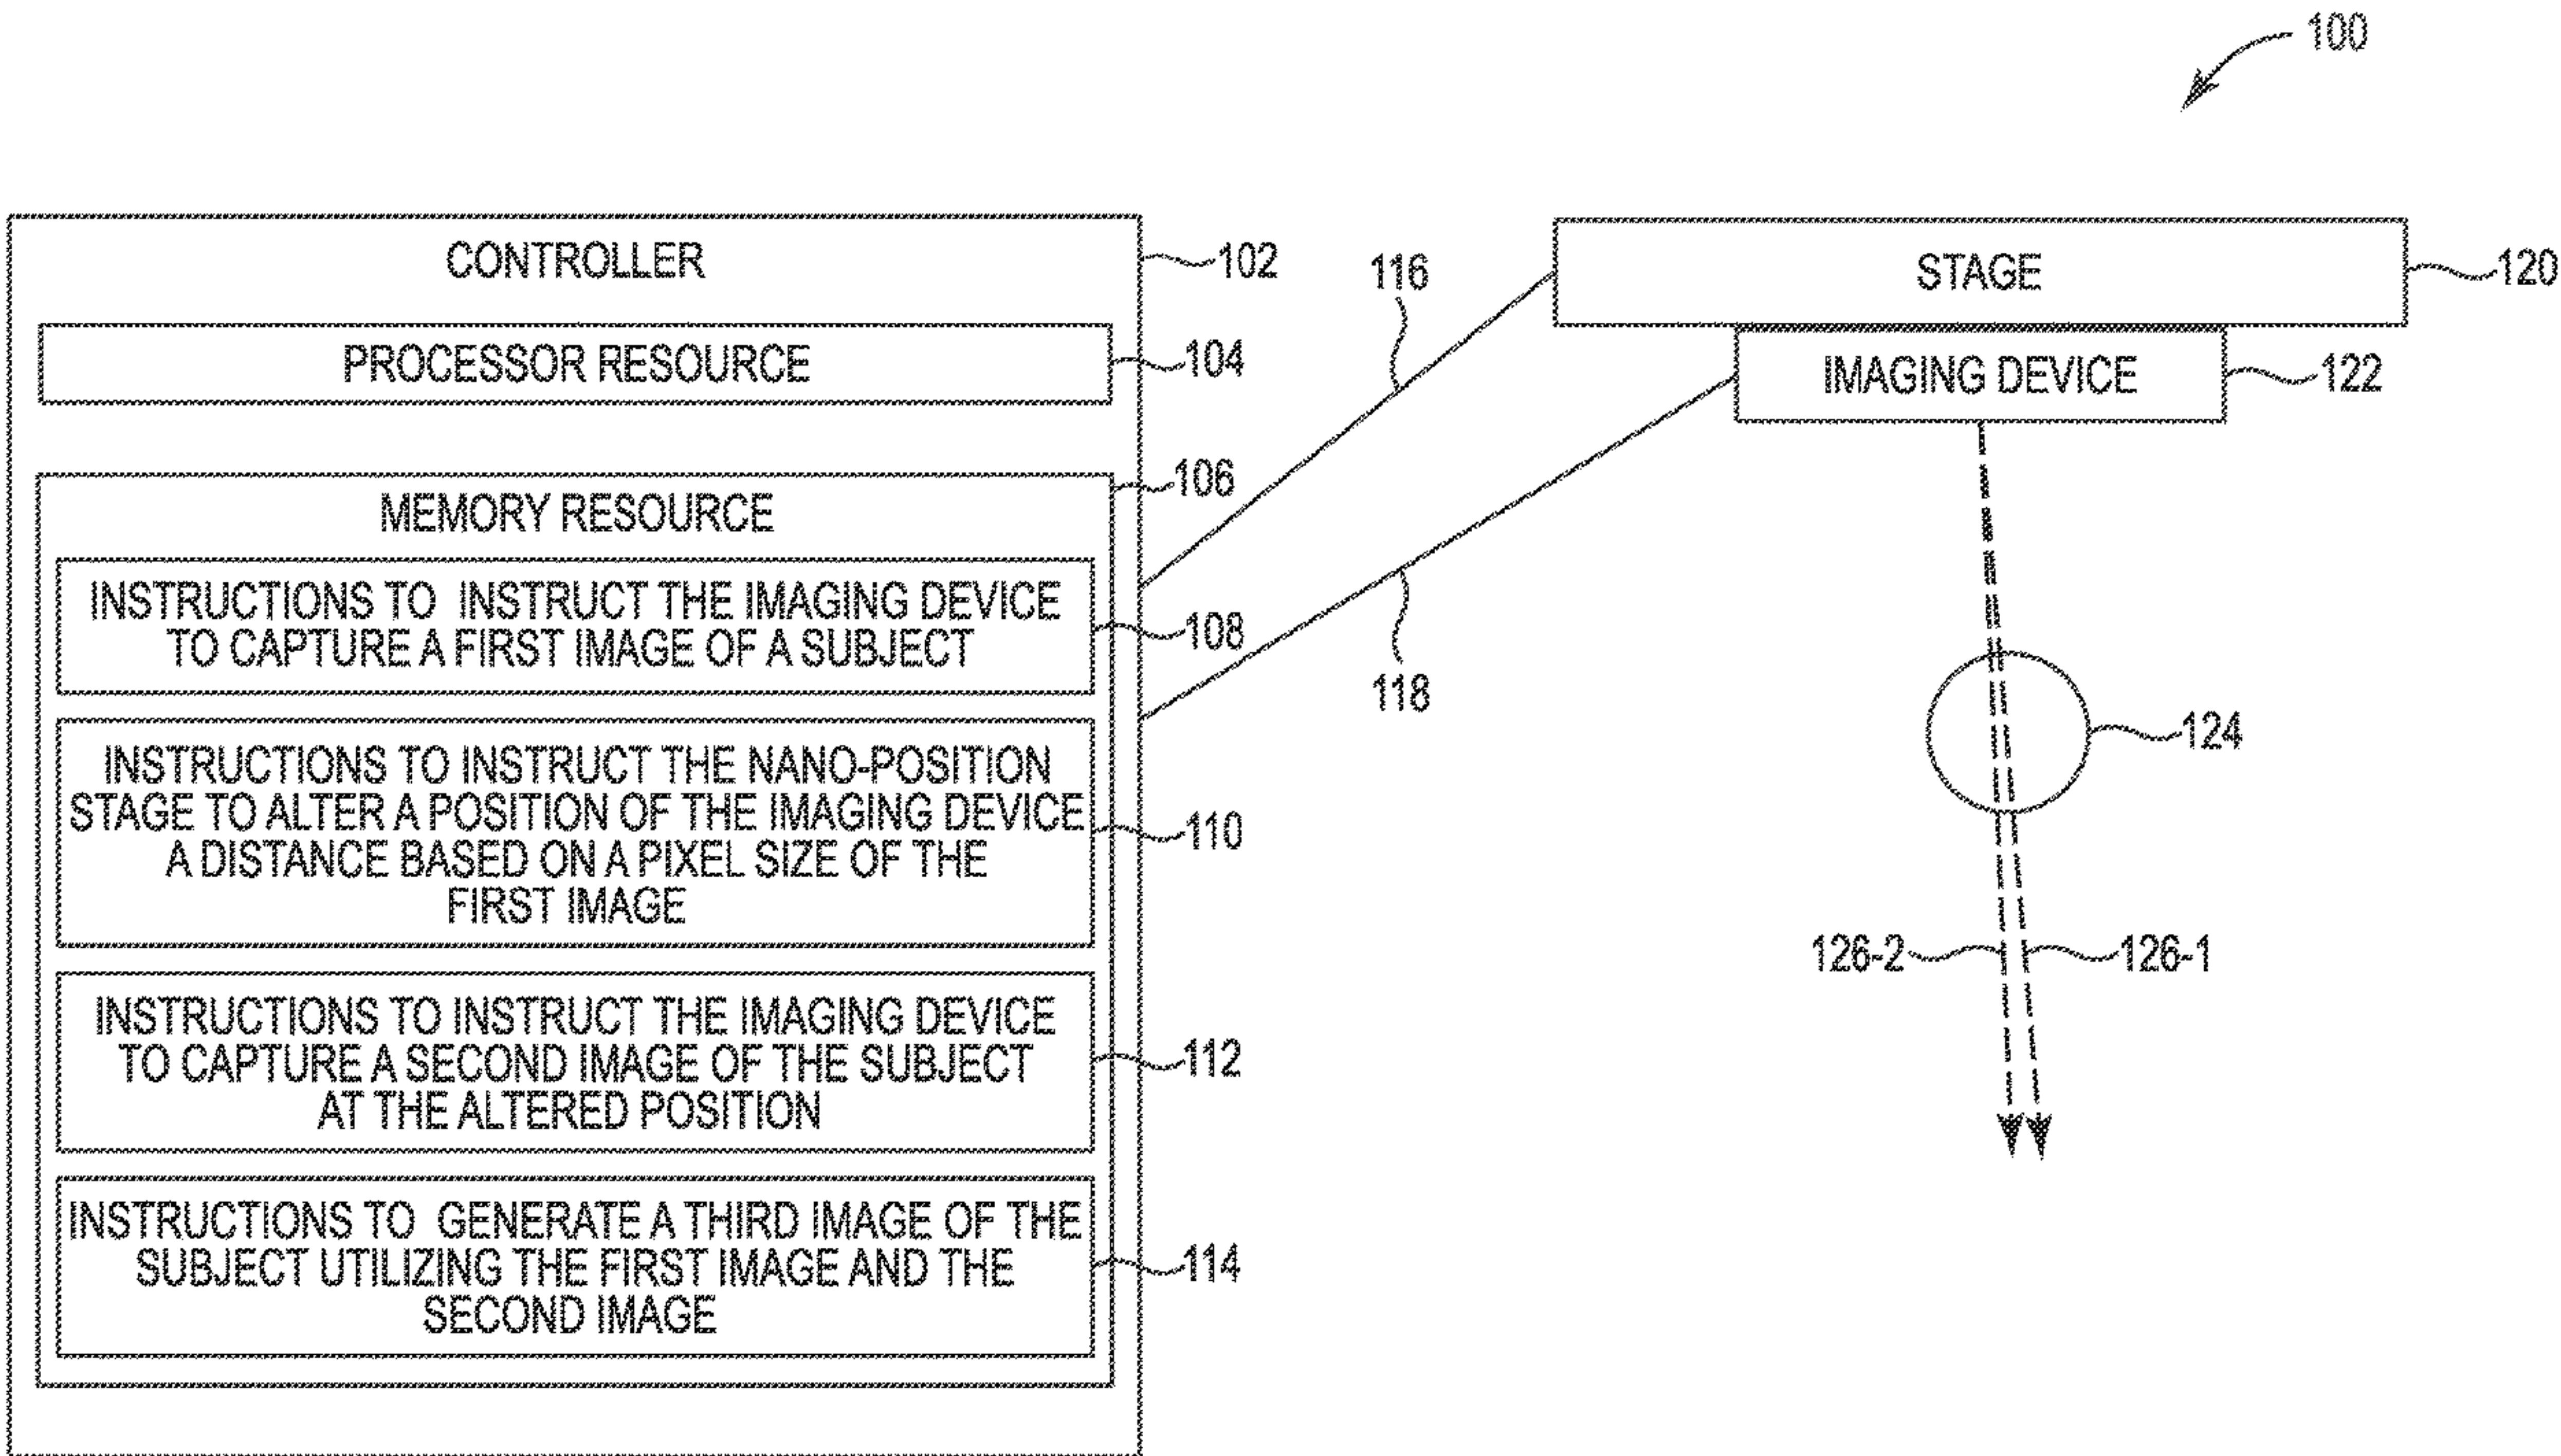 100
CONTROLLER
102
PROCESSOR RESOURCE
104
106
MEMORY RESOURCE
INSTRUCTIONS TO INSTRUCT THE IMAGING DEVICE
TO CAPTURE A FIRST IMAGE OF A SUBJECT
108
INSTRUCTIONS TO INSTRUCT THE NANO-POSITION
STAGE TO ALTER A POSITION OF THE IMAGING DEVICE
A DISTANCE BASED ON A PIXEL SIZE OF THE
FIRST IMAGE
110
INSTRUCTIONS TO INSTRUCT THE IMAGING DEVICE
TO CAPTURE A SECOND IMAGE OF THE SUBJECT
AT THE ALTERED POSITION
112
INSTRUCTIONS TO GENERATE A THIRD IMAGE OF THE
SUBJECT UTILIZING THE FIRST IMAGE AND THE
SECOND IMAGE
114
116
118
STAGE
120
IMAGING DEVICE
122
124
126-2
126-1